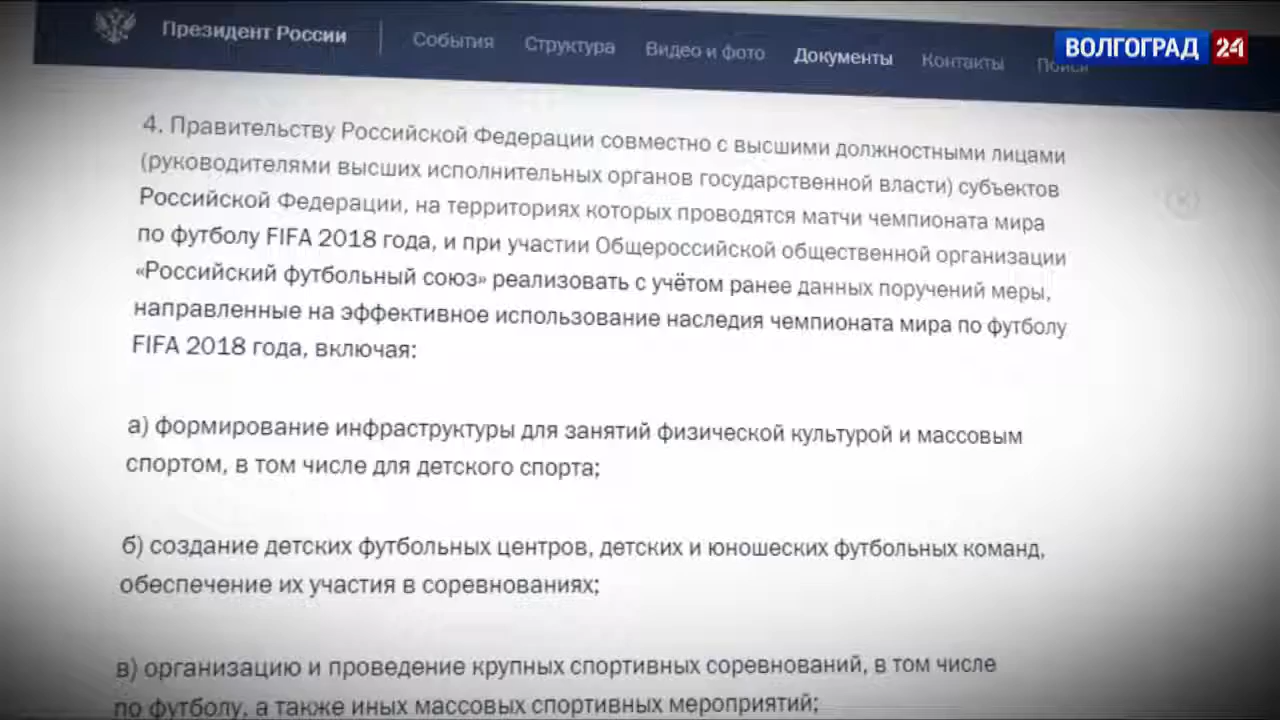 Президент России
События Структура Видео и фото Документы Контакты Поиск
ВОЛГОГРАД 24
4. Правительству Российской Федерации совместно с высшими должностными лицами
(руководителями высших исполнительных органов государственной власти) субъектов
Российской Федерации, на территориях которых проводятся матчи чемпионата мира
по футболу FIFA 2018 года, и при участии Общероссийской общественной организации
«Российский футбольный союз» реализовать с учётом ранее данных поручений меры,
направленные на эффективное использование наследия чемпионата мира по футболу
FIFA 2018 года, включая:
а) формирование инфраструктуры для занятий физической культурой и массовым
спортом, в том числе для детского спорта;
б) создание детских футбольных центров, детских и юношеских футбольных команд,
обеспечение их участия в соревнованиях;
в) организацию и проведение крупных спортивных соревнований, в том числе
по футболу, а также иных массовых спортивных мероприятий;